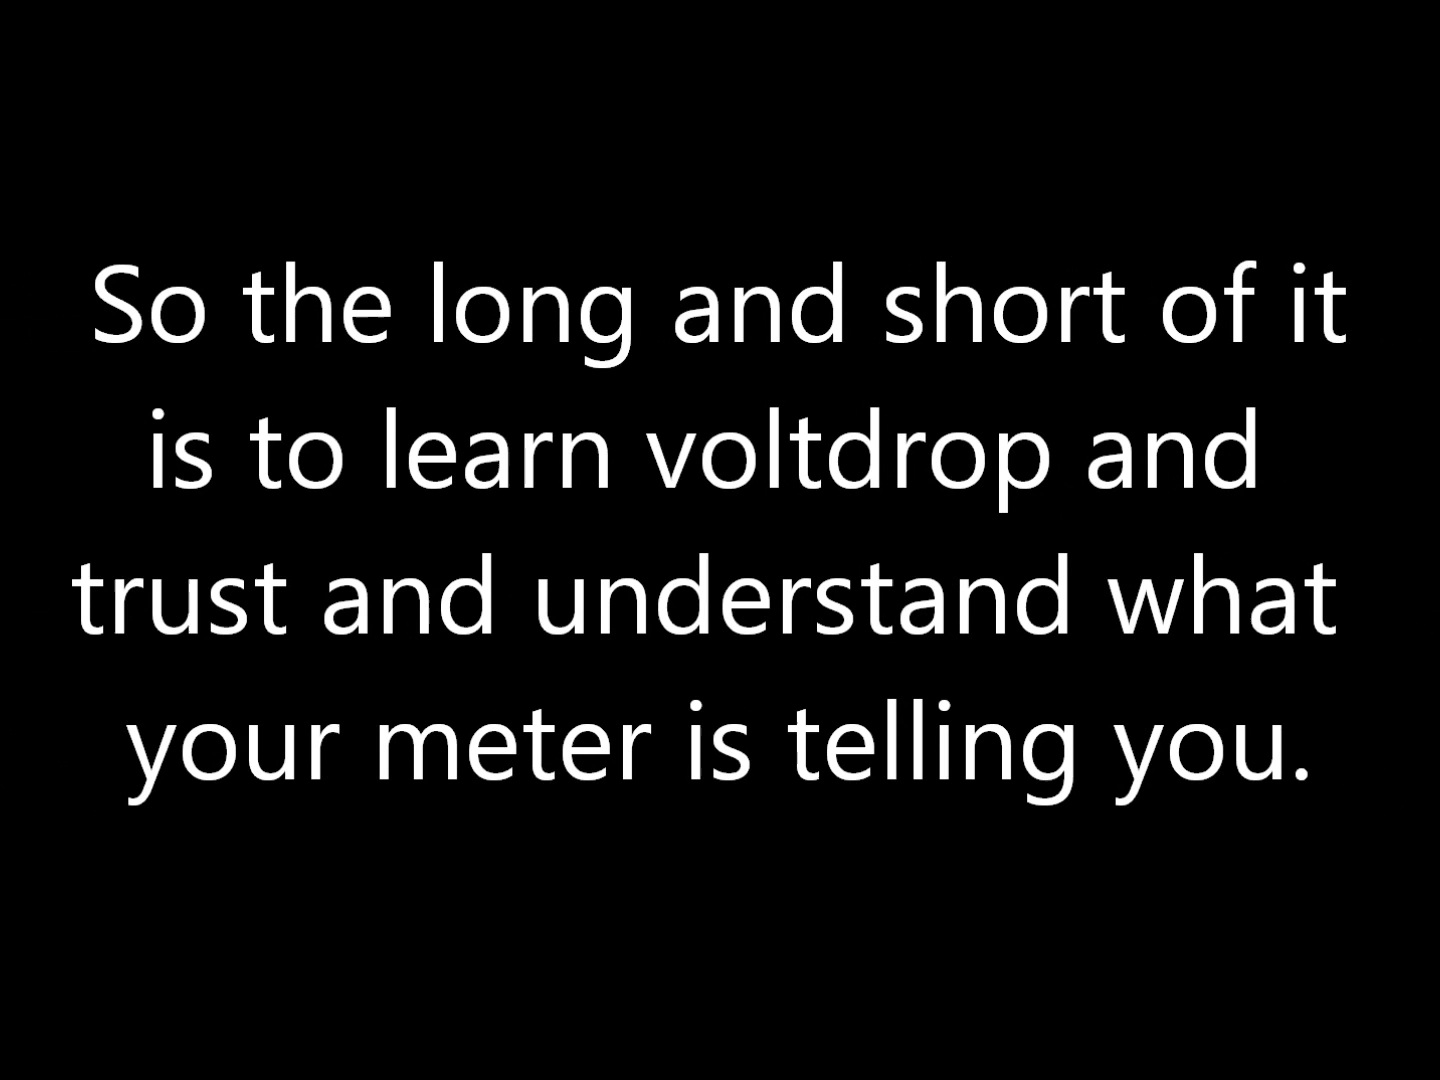 So the long and short of it
is to learn voltdrop and
trust and understand what
your meter is telling you.